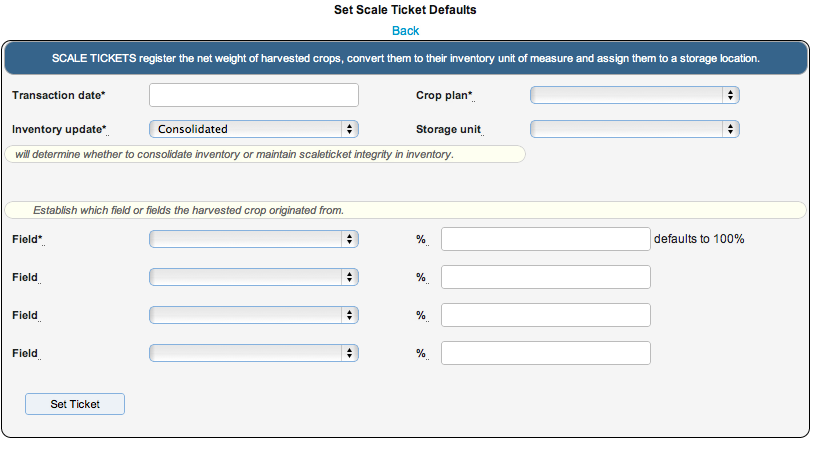 Set Scale Ticket Defaults
Back
SCALE TICKETS register the net weight of harvested crops, convert them to their inventory unit of measure and assign them to a storage location.
Transaction date* Crop plan*
Inventory update* Consolidated Storage unit
will determine whether to consolidate inventory or maintain scaleticket integrity in inventory.
Establish which field or fields the harvested crop originated from.
Field* % defaults to 100%
Field %
Field %
Field %
Set Ticket